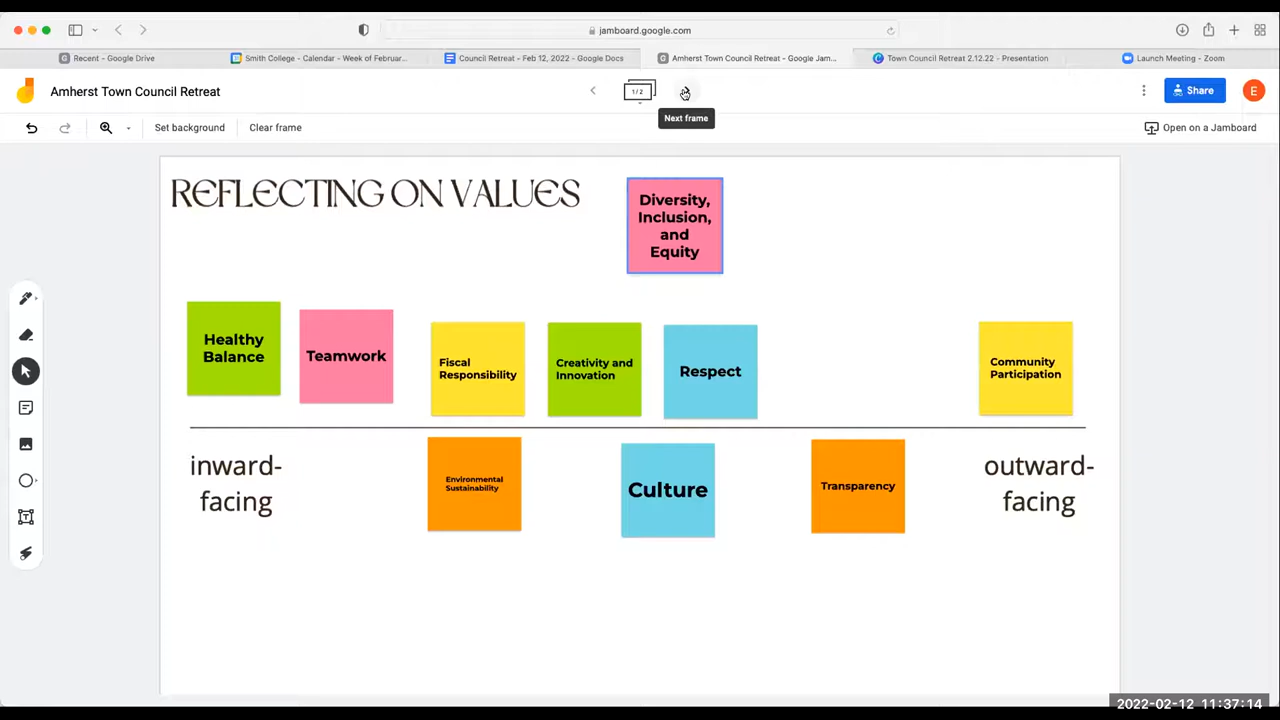 jamboard.google.com
Recent - Google Drive
Smith College - Calendar - Week of Februar...
Council Retreat - Feb 12, 2022 - Google Docs
Amherst Town Council Retreat - Google Jam...
Town Council Retreat 2.12.22 - Presentation
Launch Meeting - Zoom
Amherst Town Council Retreat
1/2
Share
E
Next frame
Set background
Clear frame
Open on a Jamboard
REFLECTING ON VALUES
Diversity,
Inclusion,
and
Equity
Healthy
Balance
Teamwork
Fiscal
Responsibility
Creativity and
Innovation
Respect
Community
Participation
inward-
facing
Environmental
Sustainability
Culture
Transparency
outward-
facing
2022-02-12 11:37:14